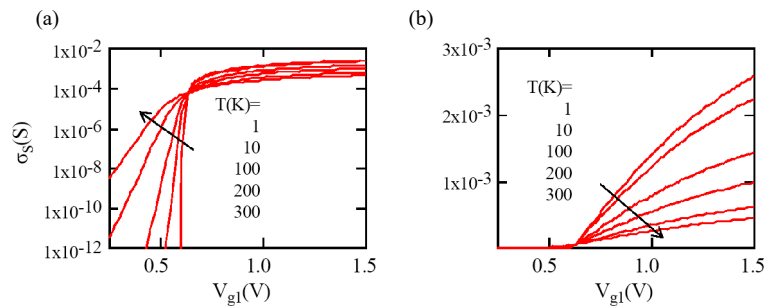 (a)
1x10-2
1x10-4
1x10-6
1x10-8
1x10-10
1x10-12
σS(S)
T(K)=
1
10
100
200
300
0.5
1.0
1.5
Vg1(V)
(b)
3x10-3
2x10-3
1x10-3
T(K)=
1
10
100
200
300
0.5
1.0
1.5
Vg1(V)